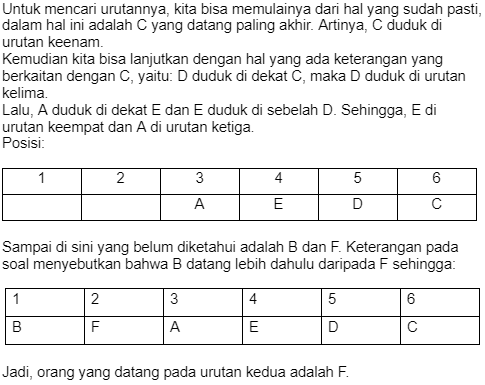 Untuk mencari urutannya, kita bisa memulainya dari hal yang sudah pasti,
dalam hal ini adalah C yang datang paling akhir. Artinya, C duduk di
urutan keenam.
Kemudian kita bisa lanjutkan dengan hal yang ada keterangan yang
berkaitan dengan C, yaitu: D duduk di dekat C, maka D duduk di urutan
kelima.
Lalu, A duduk di dekat E dan E duduk di sebelah D. Sehingga, E di
urutan keempat dan A di urutan ketiga.
Posisi:
1 2 3 4 5 6
A E D C
Sampai di sini yang belum diketahui adalah B dan F. Keterangan pada
soal menyebutkan bahwa B datang lebih dahulu daripada F sehingga:
1 2 3 4 5 6
B F A E D C
Jadi, orang yang datang pada urutan kedua adalah F.